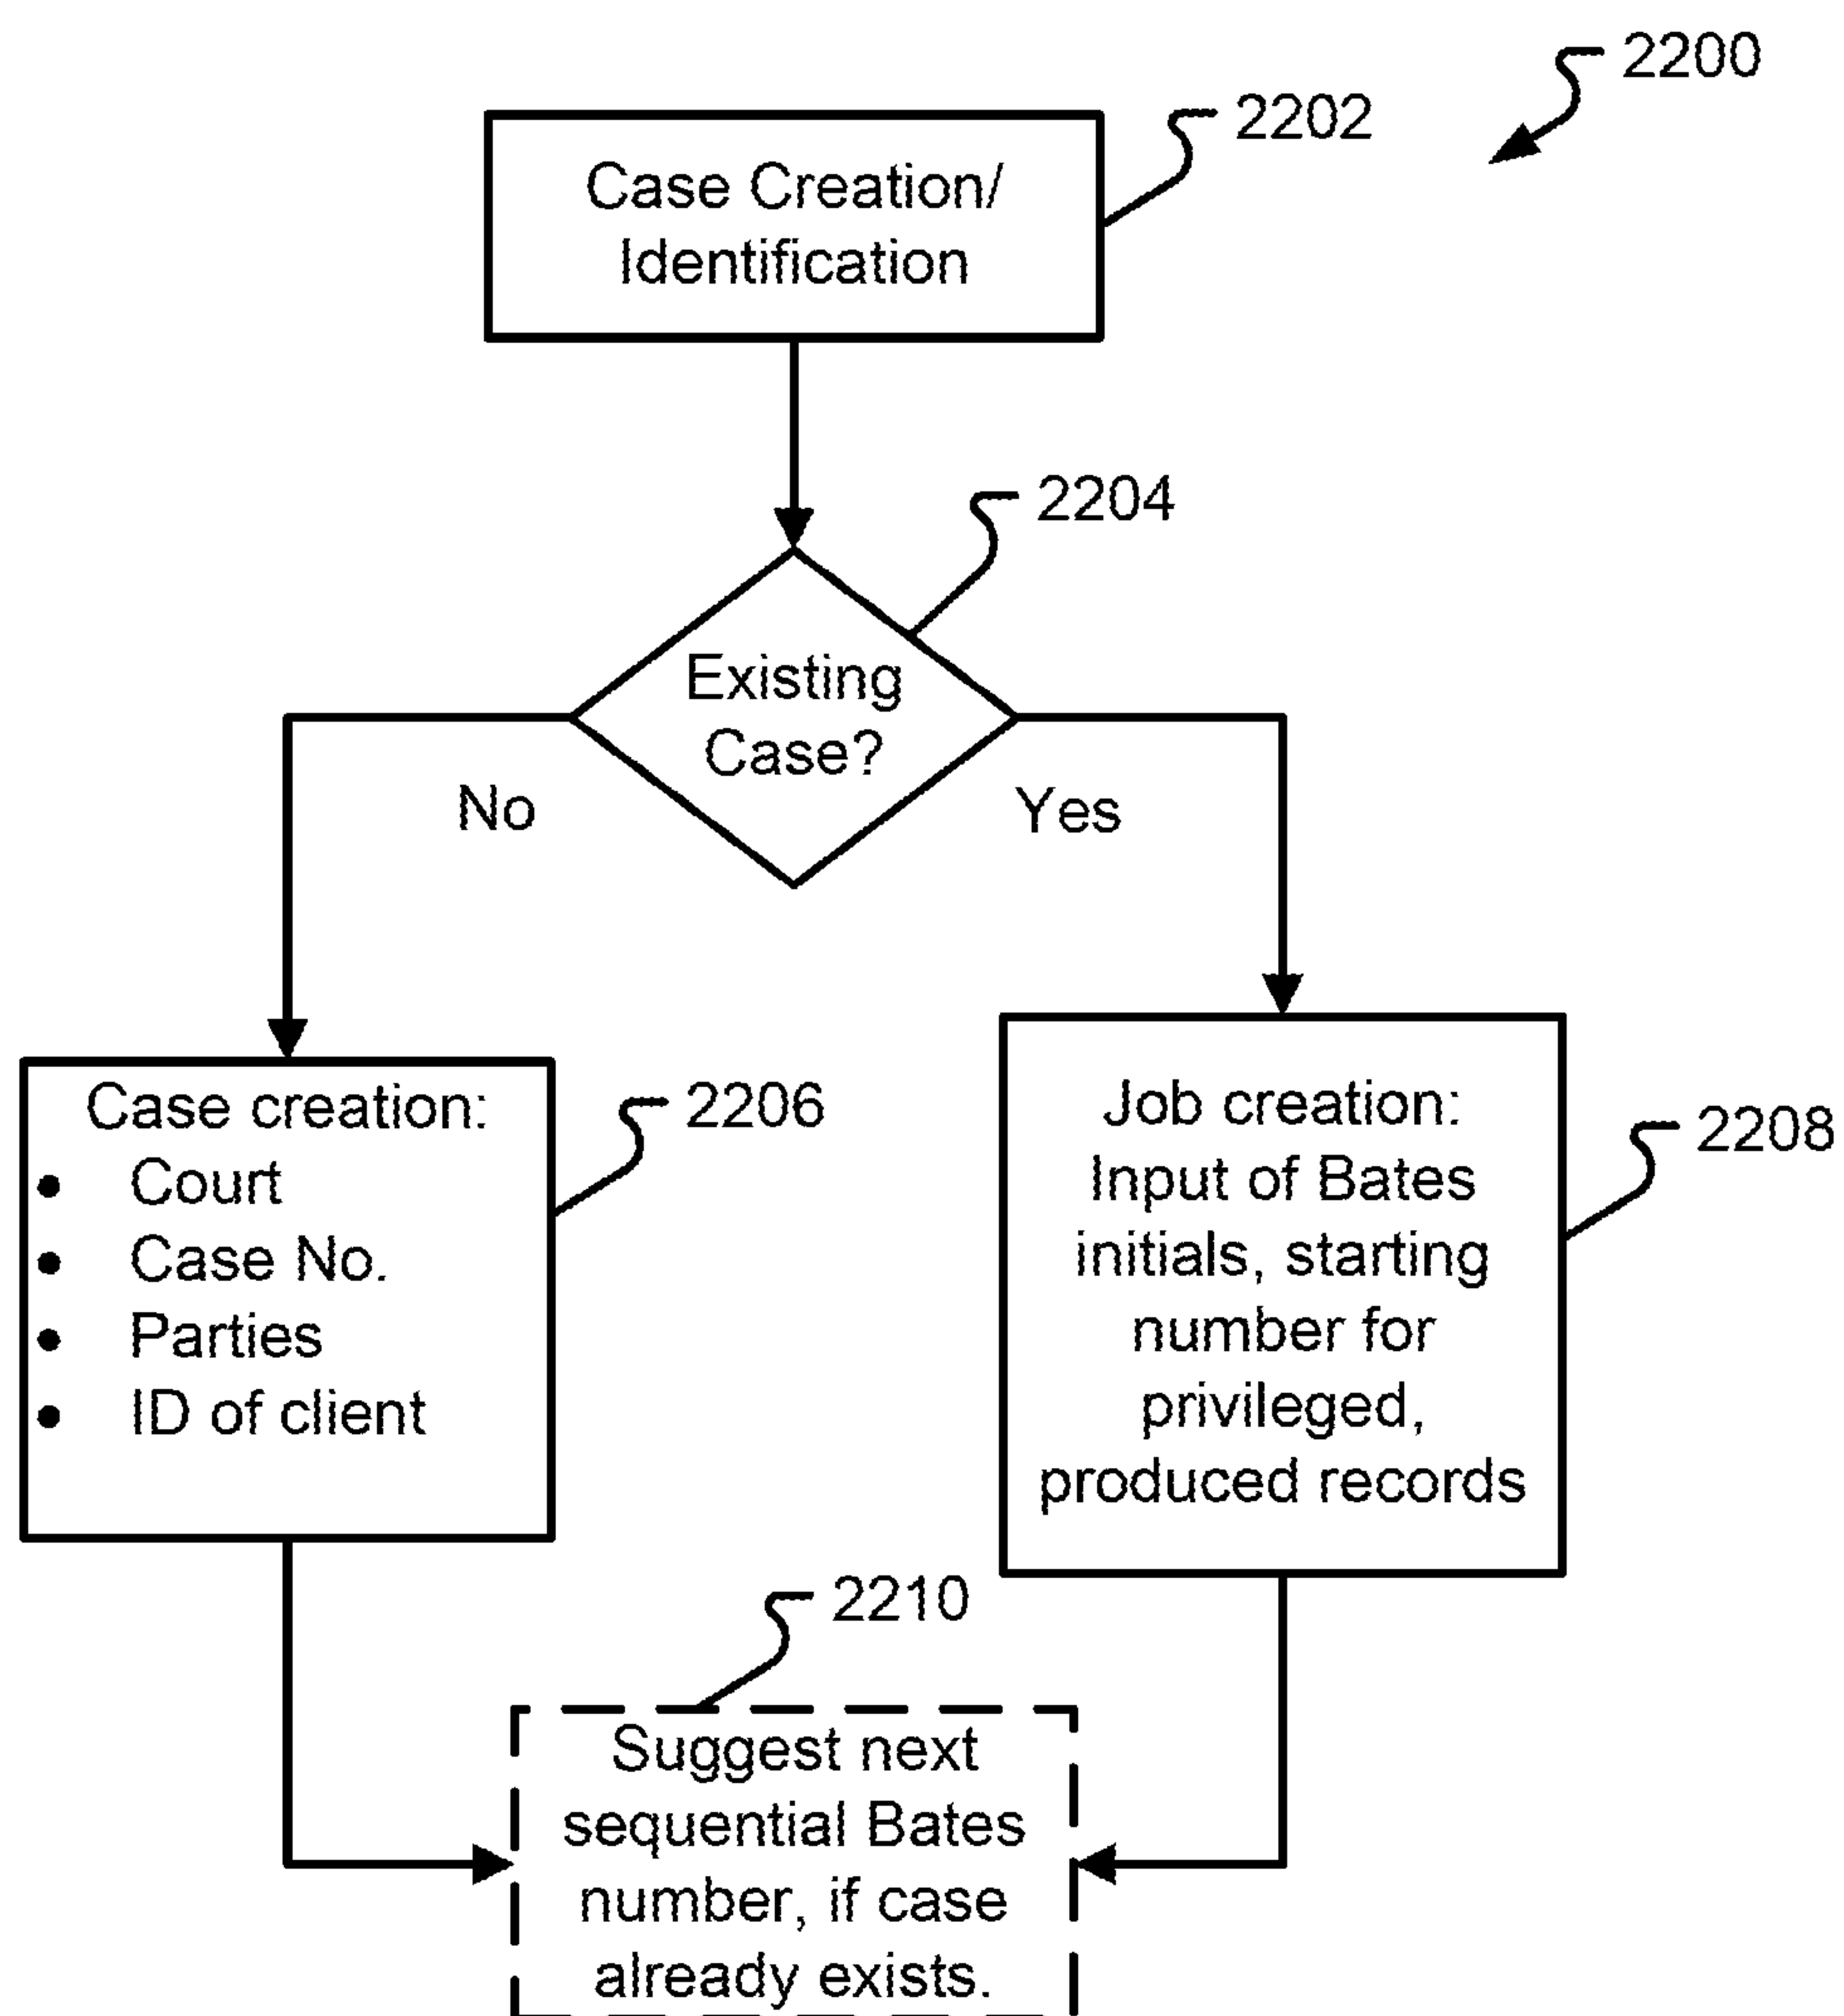 2200
2202
Case Creation/
Identification
2204
Existing
Case?
No
Yes
Case creation:
• Court
• Case No.
• Parties
• ID of client
2206
Job creation:
Input of Bates
initials, starting
number for
privileged,
produced records
2208
2210
Suggest next
sequential Bates
number, if case
already exists.